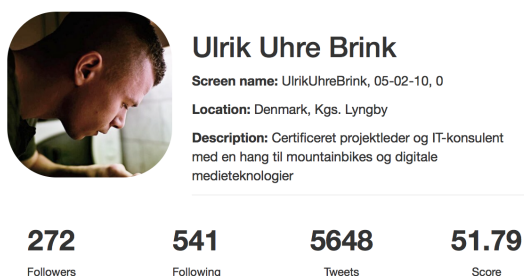 Ulrik Uhre Brink
Screen name: UlrikUhreBrink, 05-02-10, 0
Location: Denmark, Kgs. Lyngby
Description: Certificeret projektleder og IT-konsulent
med en hang til mountainbikes og digitale
medieteknologier
272 541 5648 51.79
Followers Following Tweets Score